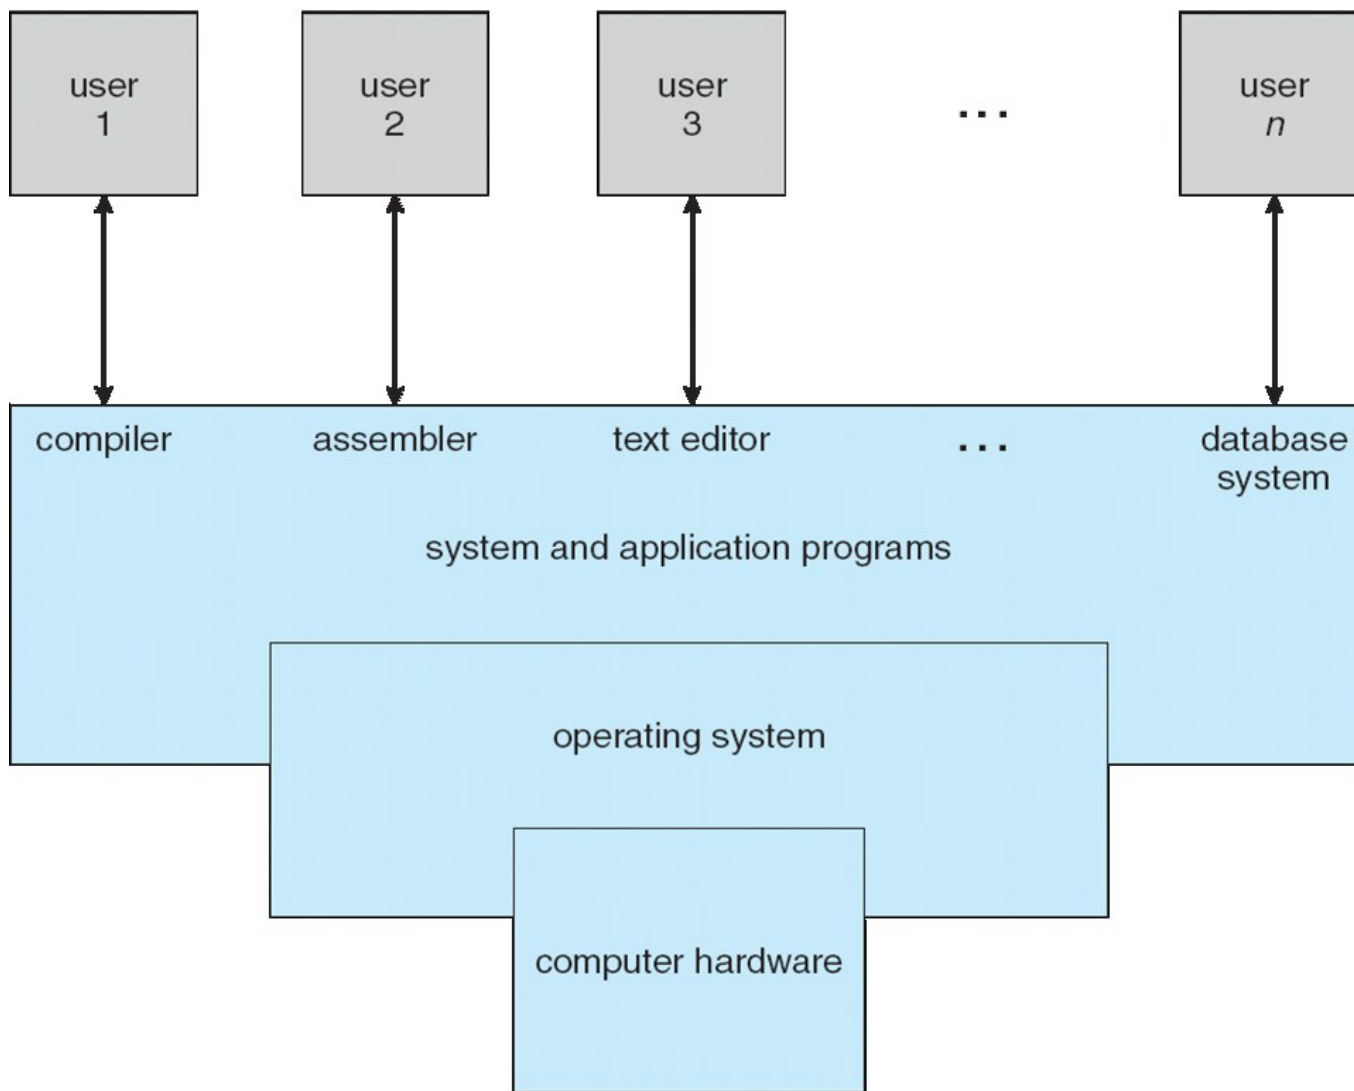 user
1
user
2
user
3
...
user
n
compiler
assembler
text editor
...
database
system
system and application programs
operating system
computer hardware